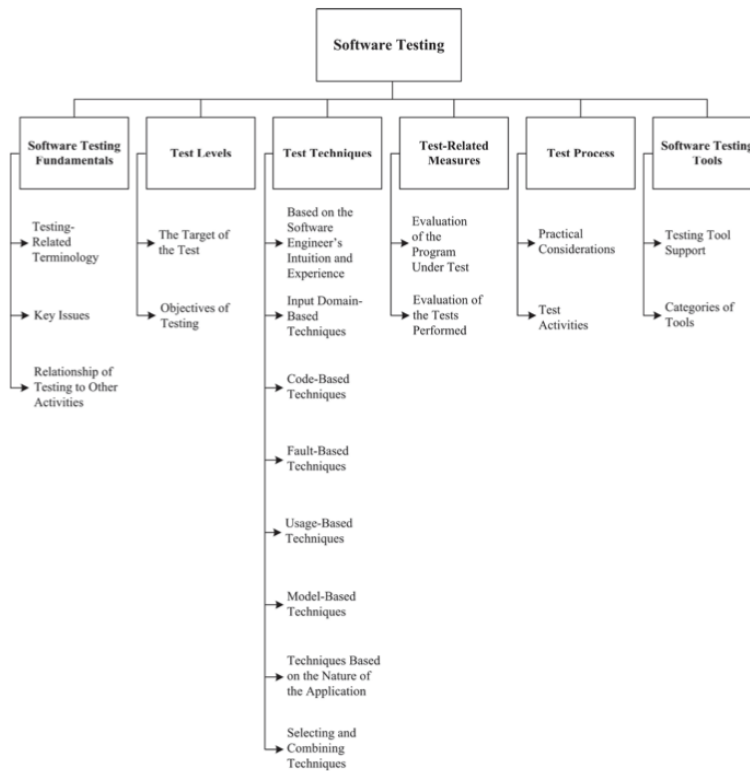 Software Testing
Software Testing
Fundamentals
Testing-
Related
Terminology
Key Issues
Relationship of
Testing to Other
Activities
Test Levels
The Target of
the Test
Objectives of
Testing
Test Techniques
Based on the
Software
Engineer's
Intuition and
Experience
Input Domain-
Based
Techniques
Code-Based
Techniques
Fault-Based
Techniques
Usage-Based
Techniques
Model-Based
Techniques
Techniques Based
on the Nature of
the Application
Selecting and
Combining
Techniques
Test-Related
Measures
Evaluation
of the
Program
Under Test
Evaluation of
the Tests
Performed
Test Process
Practical
Considerations
Test
Activities
Software Testing
Tools
Testing Tool
Support
Categories of
Tools